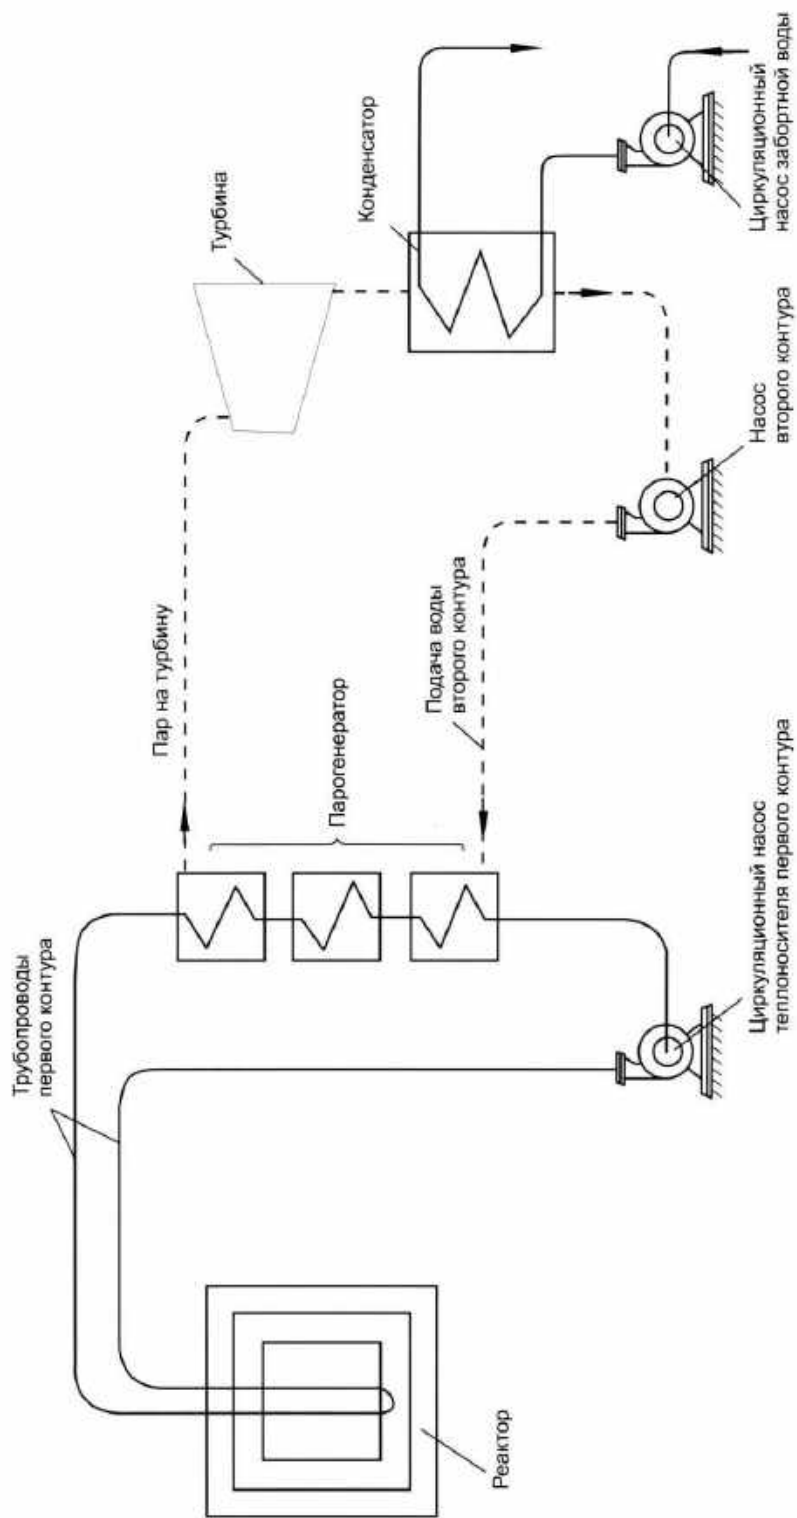 Трубопроводы
первого контура
Пар на турбину
Турбина
Парогенератор
Конденсатор
Подача воды
второго контура
Реактор
Циркуляционный насос
теплоносителя первого контура
Насос
второго контура
Циркуляционный
насос забортной воды